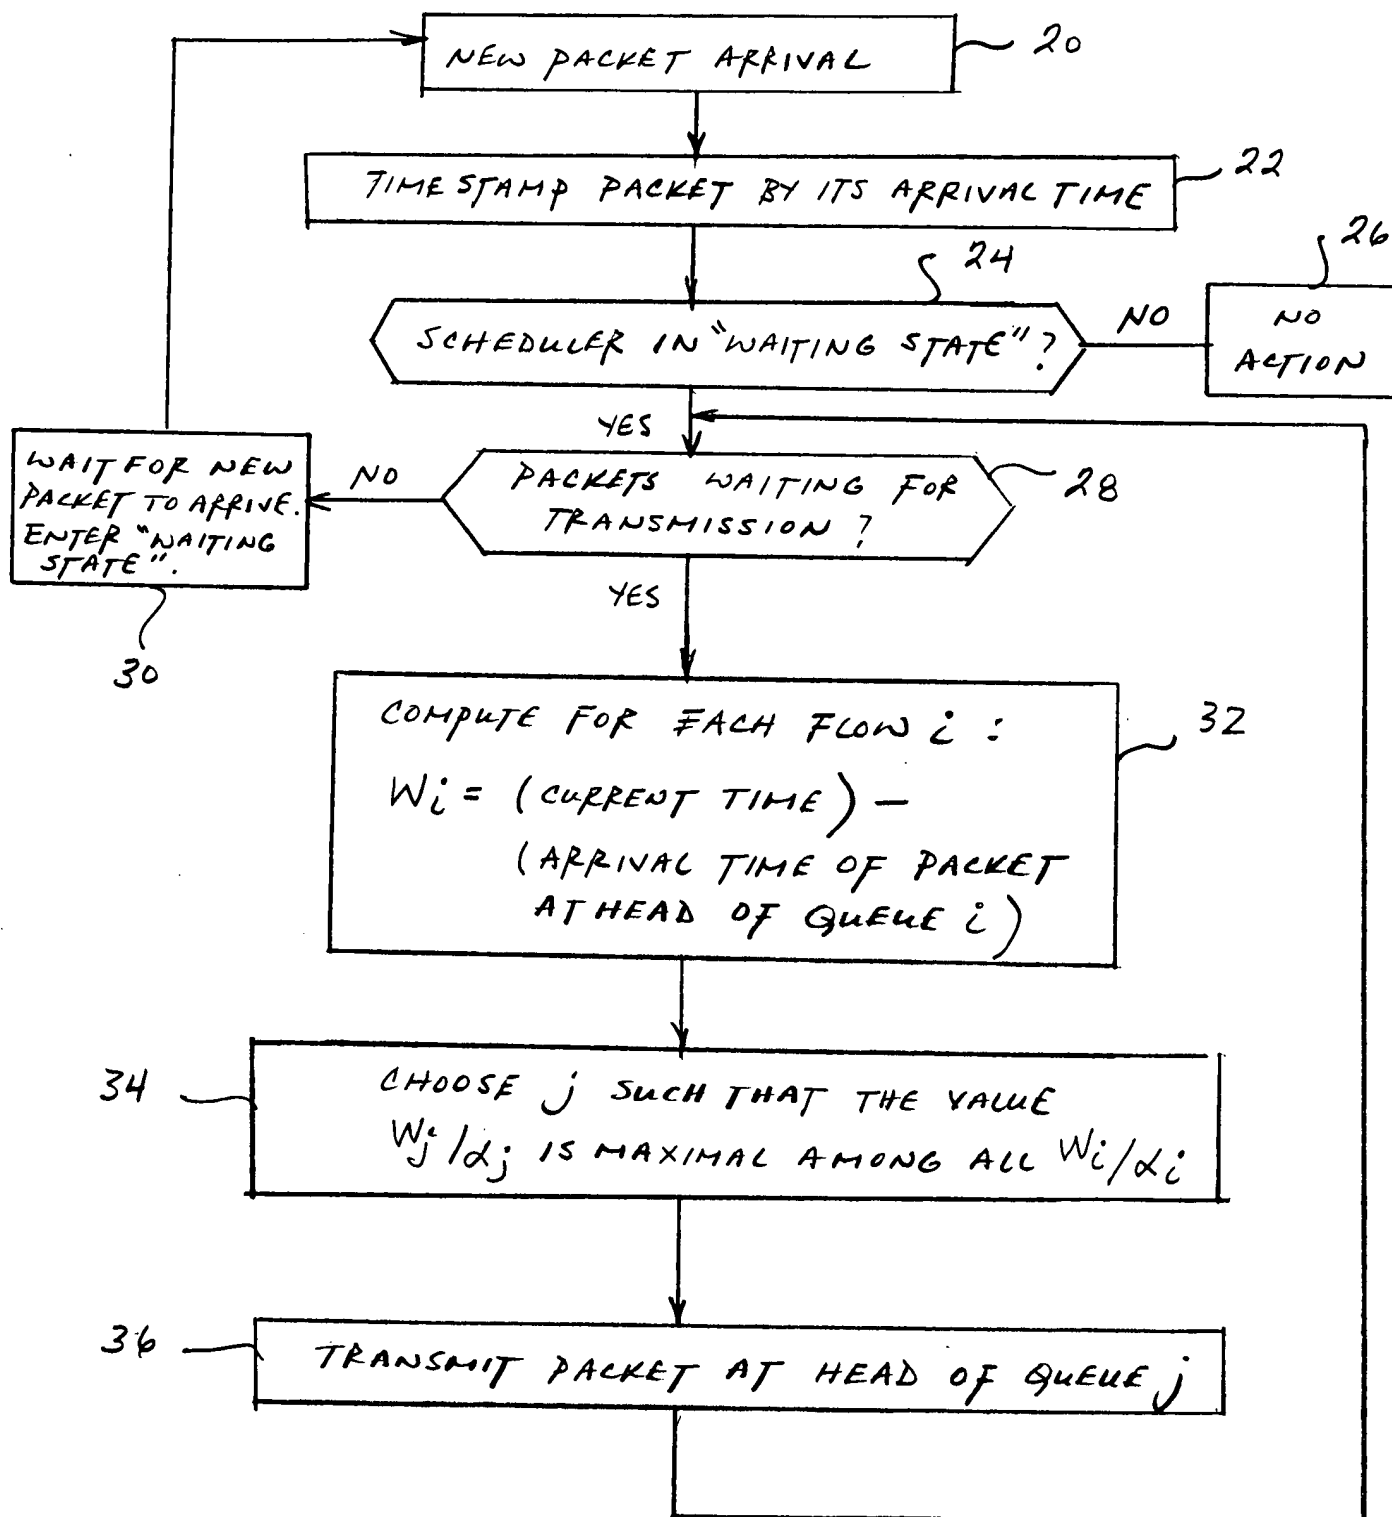 NEW PACKET ARRIVAL
20
TIME STAMP PACKET BY ITS ARRIVAL TIME
22
24
26
SCHEDULER IN "WAITING STATE"?
NO
NO
ACTION
YES
WAIT FOR NEW
PACKET TO ARRIVE.
ENTER "WAITING
STATE".
NO
PACKETS WAITING FOR
TRANSMISSION?
28
YES
30
COMPUTE FOR EACH FLOW i:
Wi = (CURRENT TIME) –
(ARRIVAL TIME OF PACKET
AT HEAD OF QUEUE i)
32
34
CHOOSE j SUCH THAT THE VALUE
Wj/αj IS MAXIMAL AMONG ALL Wi/αi
36
TRANSMIT PACKET AT HEAD OF QUEUE j